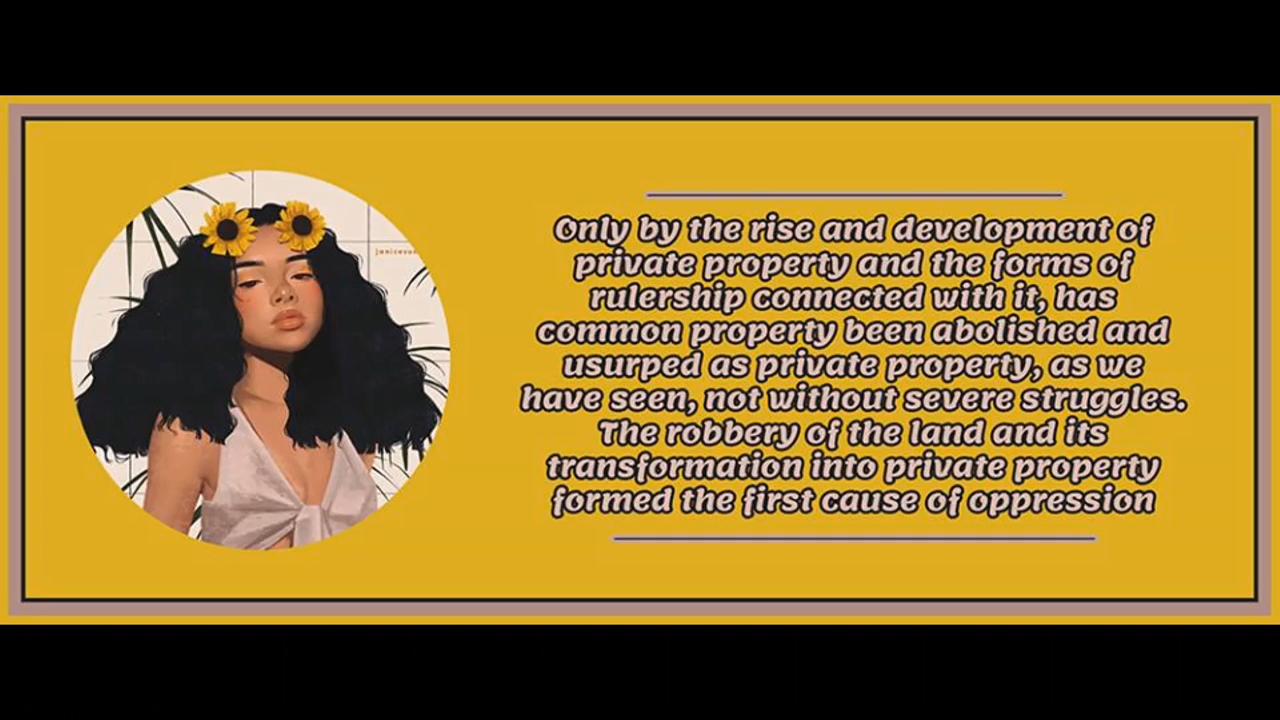 Only by the rise and development of
private property and the forms of
rulership connected with it, has
common property been abolished and
usurped as private property, as we
have seen, not without severe struggles.
The robbery of the land and its
transformation into private property
formed the first cause of oppression